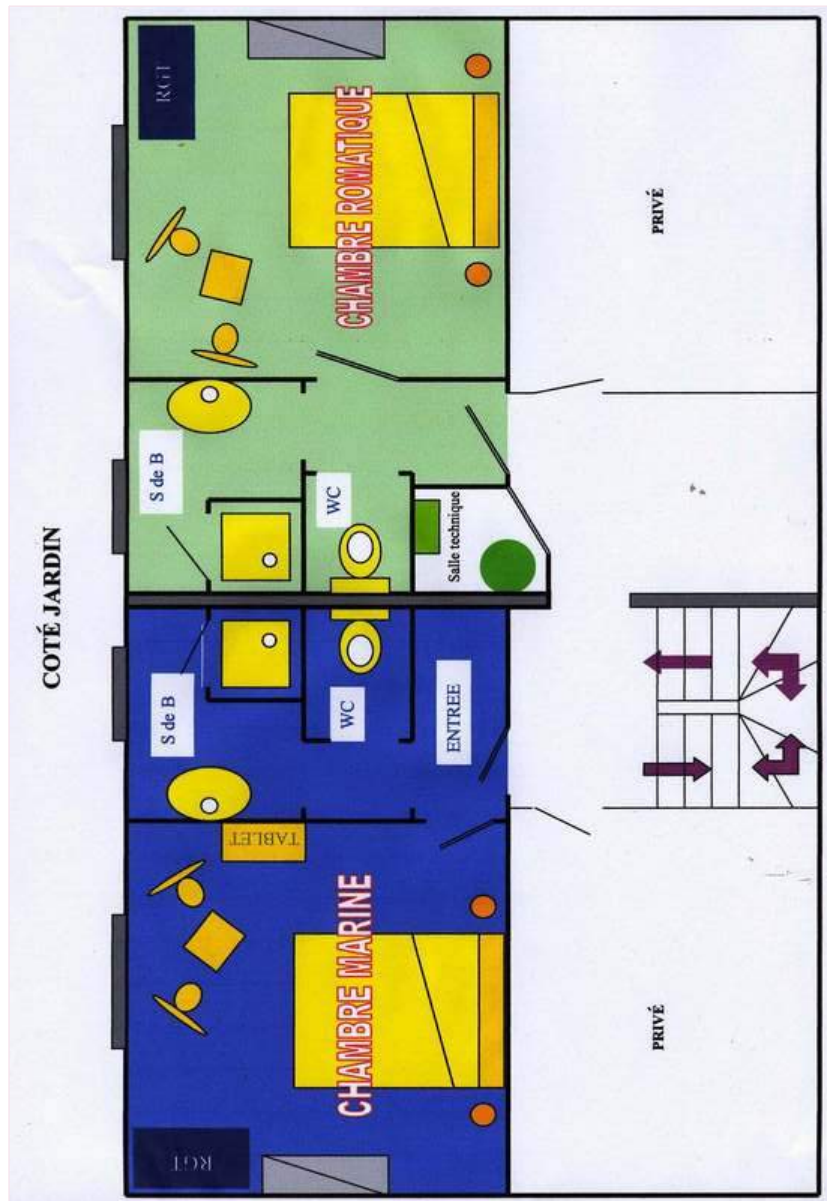 COTÉ JARDIN
RGT
CHAMBRE ROMATIQUE
PRIVÉ
S de B
WC
Salle technique
S de B
WC
ENTREE
TABLET
CHAMBRE MARINE
PRIVÉ
RGT